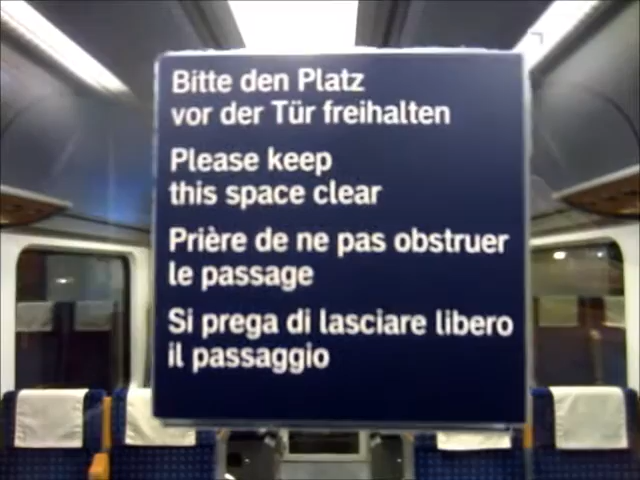 Bitte den Platz
vor der Tür freihalten
Please keep
this space clear
Prière de ne pas obstruer
le passage
Si prega di lasciare libero
il passaggio